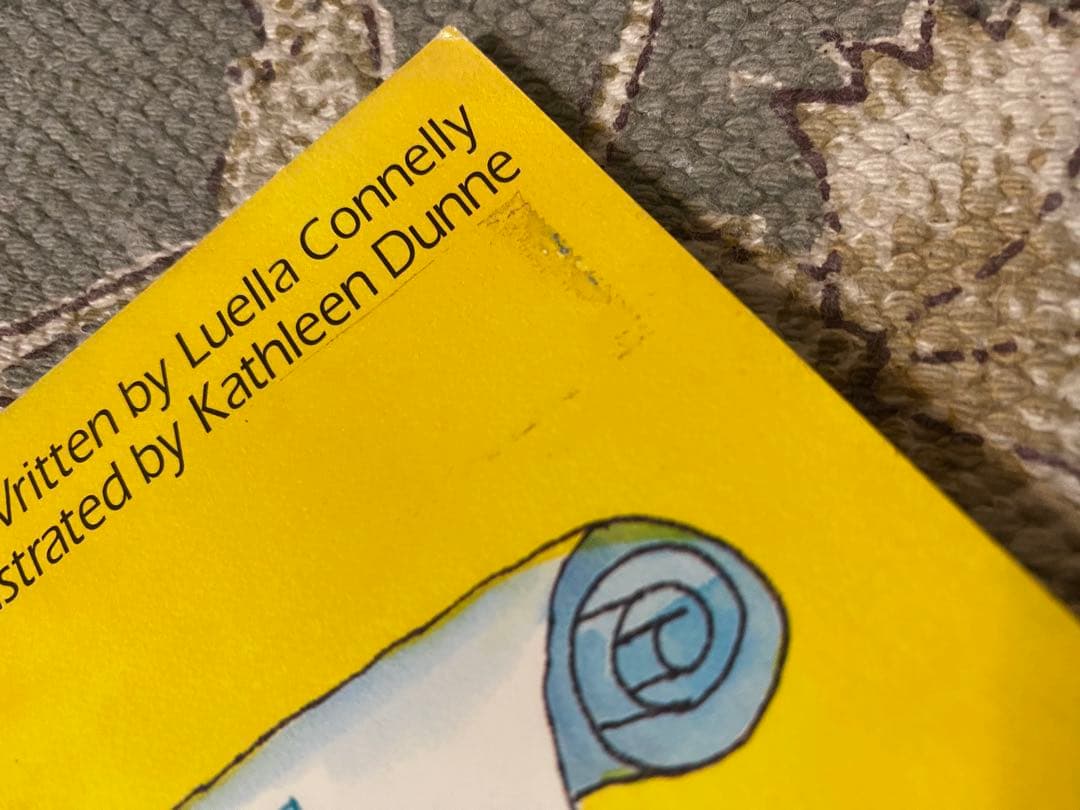 Written by Luella Connelly
strated by Kathleen Dunne